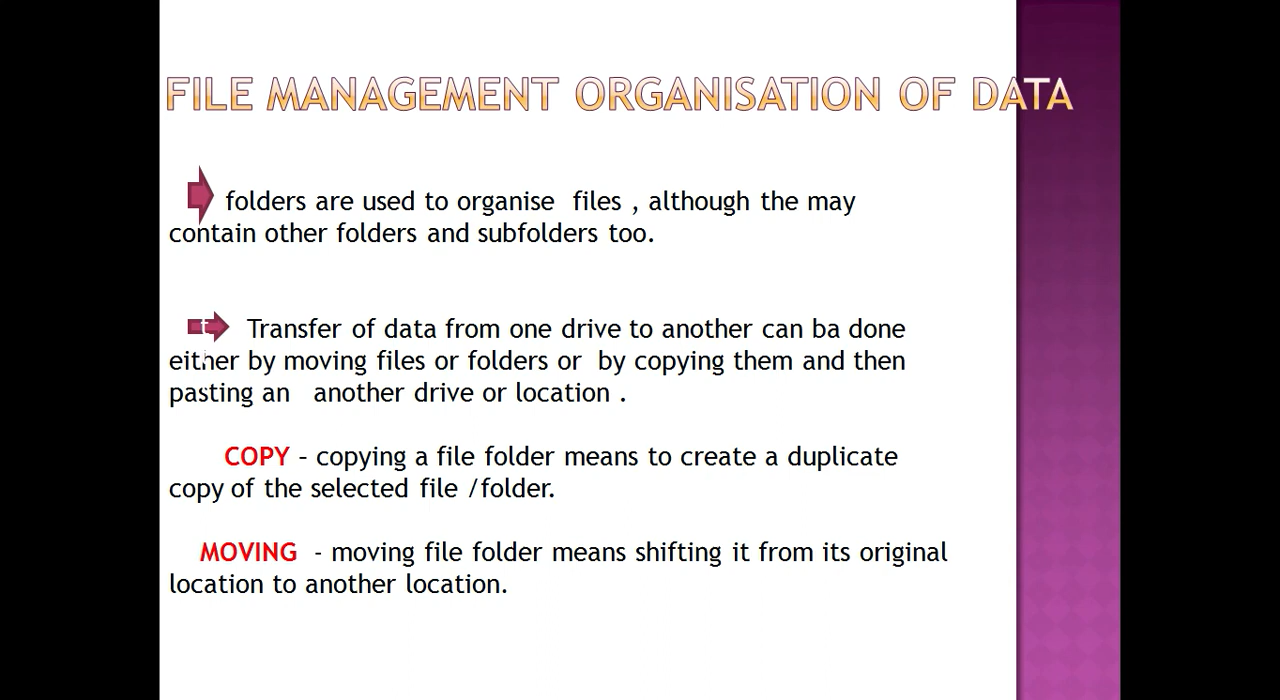 FILE MANAGEMENT ORGANISATION OF DATA
folders are used to organise files , although the may
contain other folders and subfolders too.
Transfer of data from one drive to another can ba done
either by moving files or folders or by copying them and then
pasting an another drive or location .
COPY – copying a file folder means to create a duplicate
copy of the selected file /folder.
MOVING - moving file folder means shifting it from its original
location to another location.